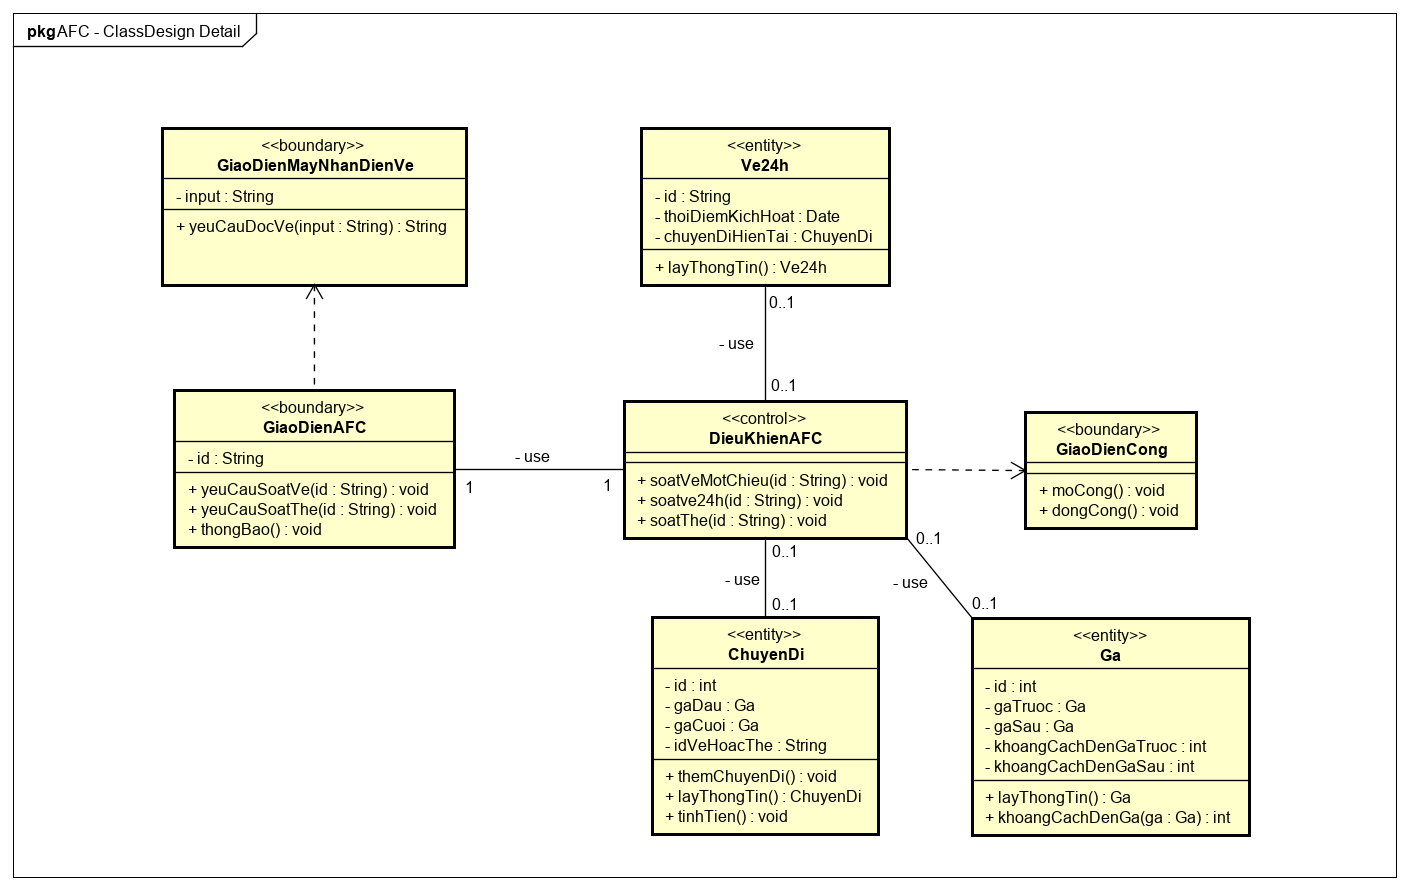 pkg AFC - ClassDesign Detail
<<boundary>>
GiaoDienMayNhanDienVe
- input : String
+ yeuCauDocVe(input : String) : String
<<entity>>
Ve24h
- id : String
- thoiDiemKichHoat : Date
- chuyenDiHienTai : ChuyenDi
+ layThongTin() : Ve24h
0..1
- use
0..1
<<boundary>>
GiaoDienAFC
- id : String
+ yeuCauSoatVe(id : String) : void
+ yeuCauSoatThe(id : String) : void
+ thongBao() : void
- use
1
1
<<control>>
DieuKhienAFC
+ soatVeMotChieu(id : String) : void
+ soatve24h(id : String) : void
+ soatThe(id : String) : void
<<boundary>>
GiaoDienCong
+ moCong() : void
+ dongCong() : void
0..1
- use
0..1
0..1
- use
0..1
<<entity>>
ChuyenDi
- id : int
- gaDau : Ga
- gaCuoi : Ga
- idVeHoacThe : String
+ themChuyenDi() : void
+ layThongTin() : ChuyenDi
+ tinhTien() : void
<<entity>>
Ga
- id : int
- gaTruoc : Ga
- gaSau : Ga
- khoangCachDenGaTruoc : int
- khoangCachDenGaSau : int
+ layThongTin() : Ga
+ khoangCachDenGa(ga : Ga) : int